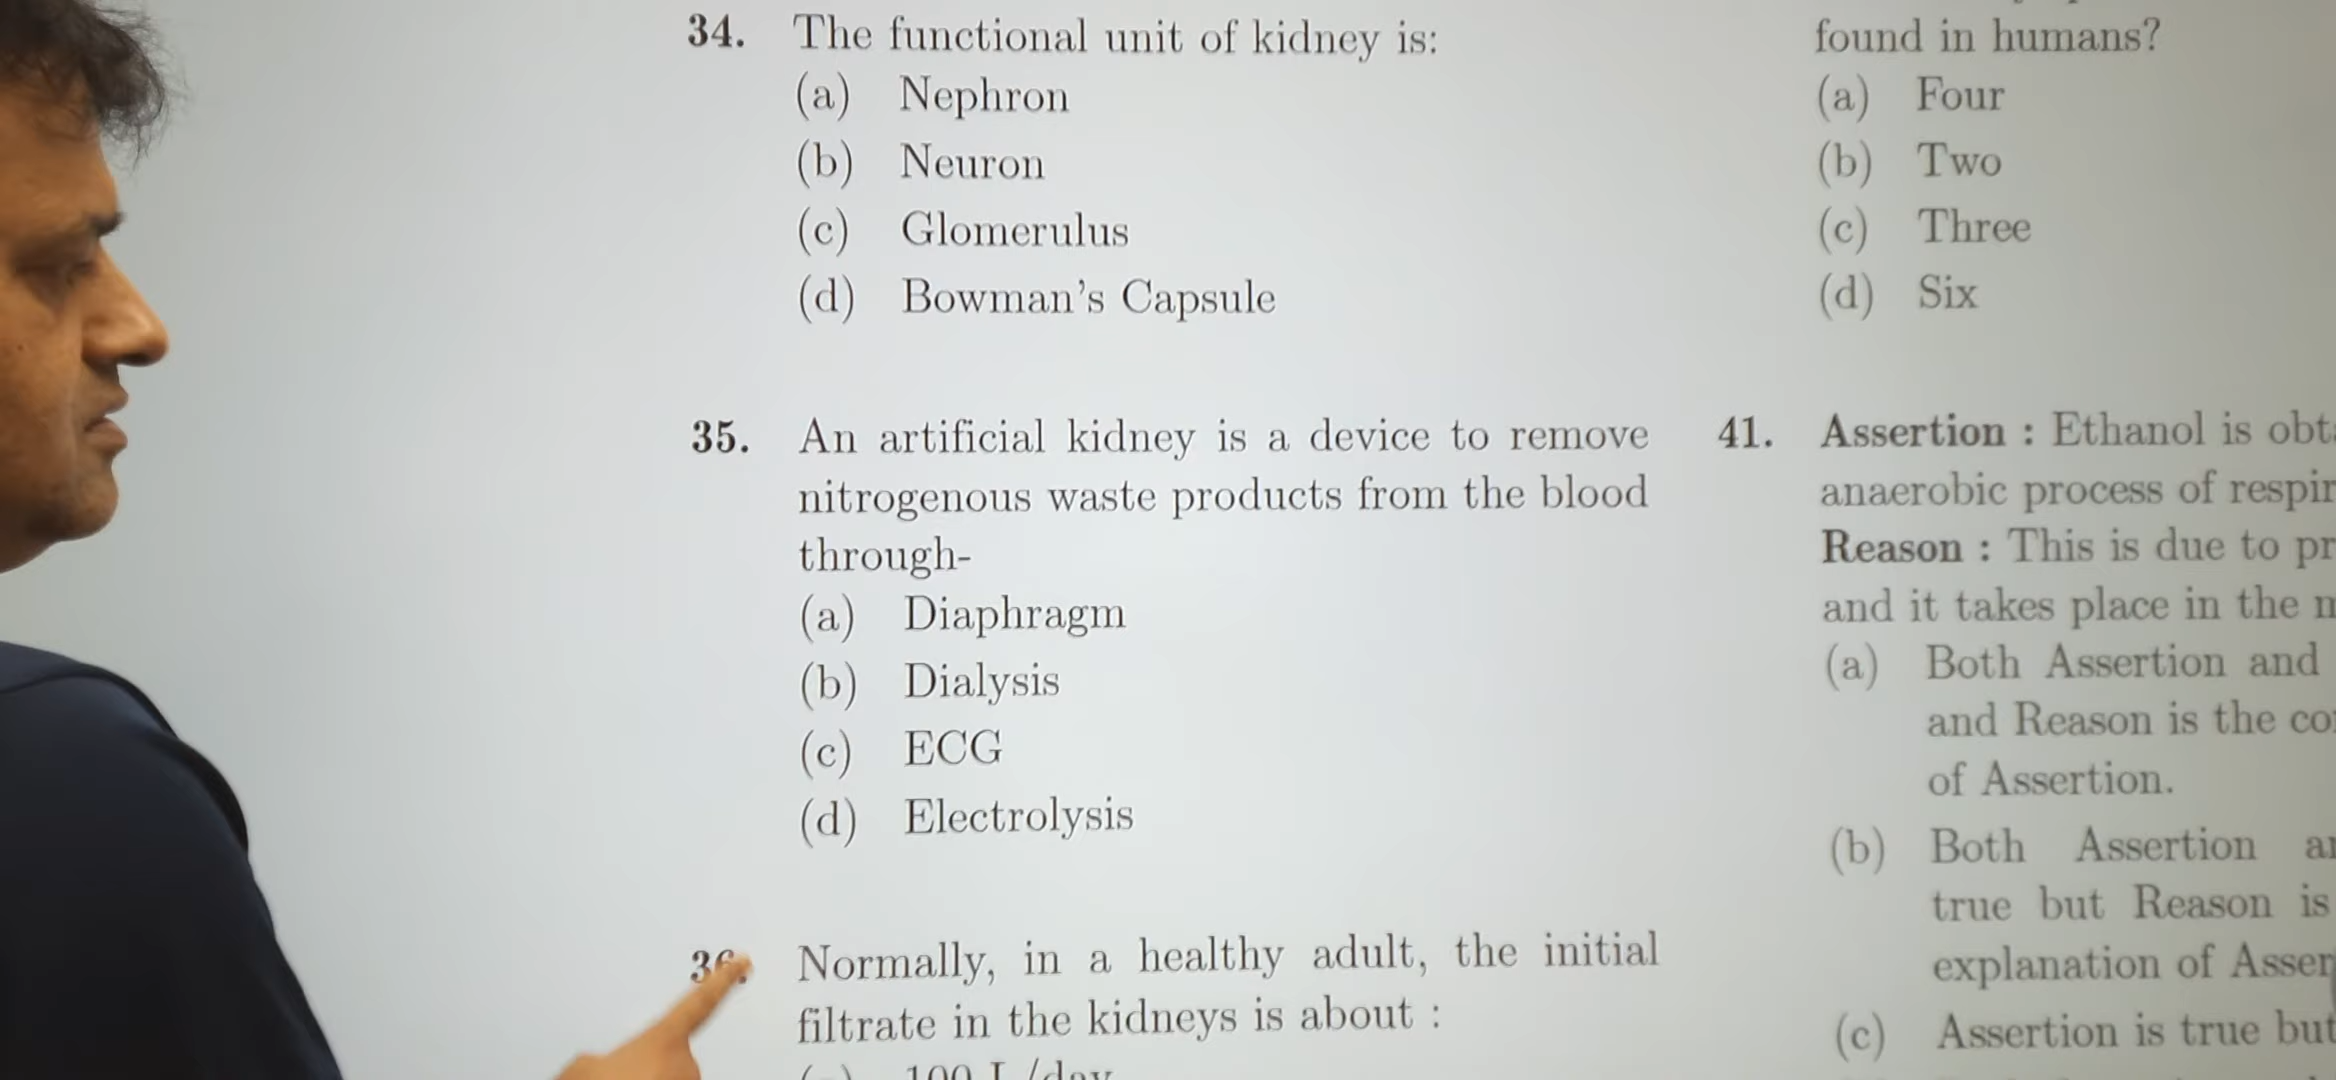 34. The functional unit of kidney is:
(a) Nephron
(b) Neuron
(c) Glomerulus
(d) Bowman's Capsule
35. An artificial kidney is a device to remove
nitrogenous waste products from the blood
through-
(a) Diaphragm
(b) Dialysis
(c) ECG
(d) Electrolysis
36. Normally, in a healthy adult, the initial
filtrate in the kidneys is about :
100 L/day
found in humans?
(a) Four
(b) Two
(c) Three
(d) Six
41. Assertion : Ethanol is
anaerobic process of
Reason : This is due to
and it takes place in the
(a) Both Assertion and
and Reason is the
of Assertion.
(b) Both Assertion
true but Reason is
explanation of
(c) Assertion is true but